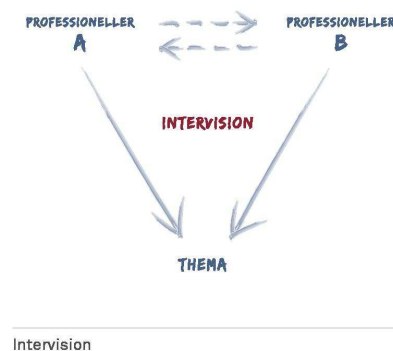 PROFESSIONELLER
A
PROFESSIONELLER
B
INTERVISION
THEMA
Intervision